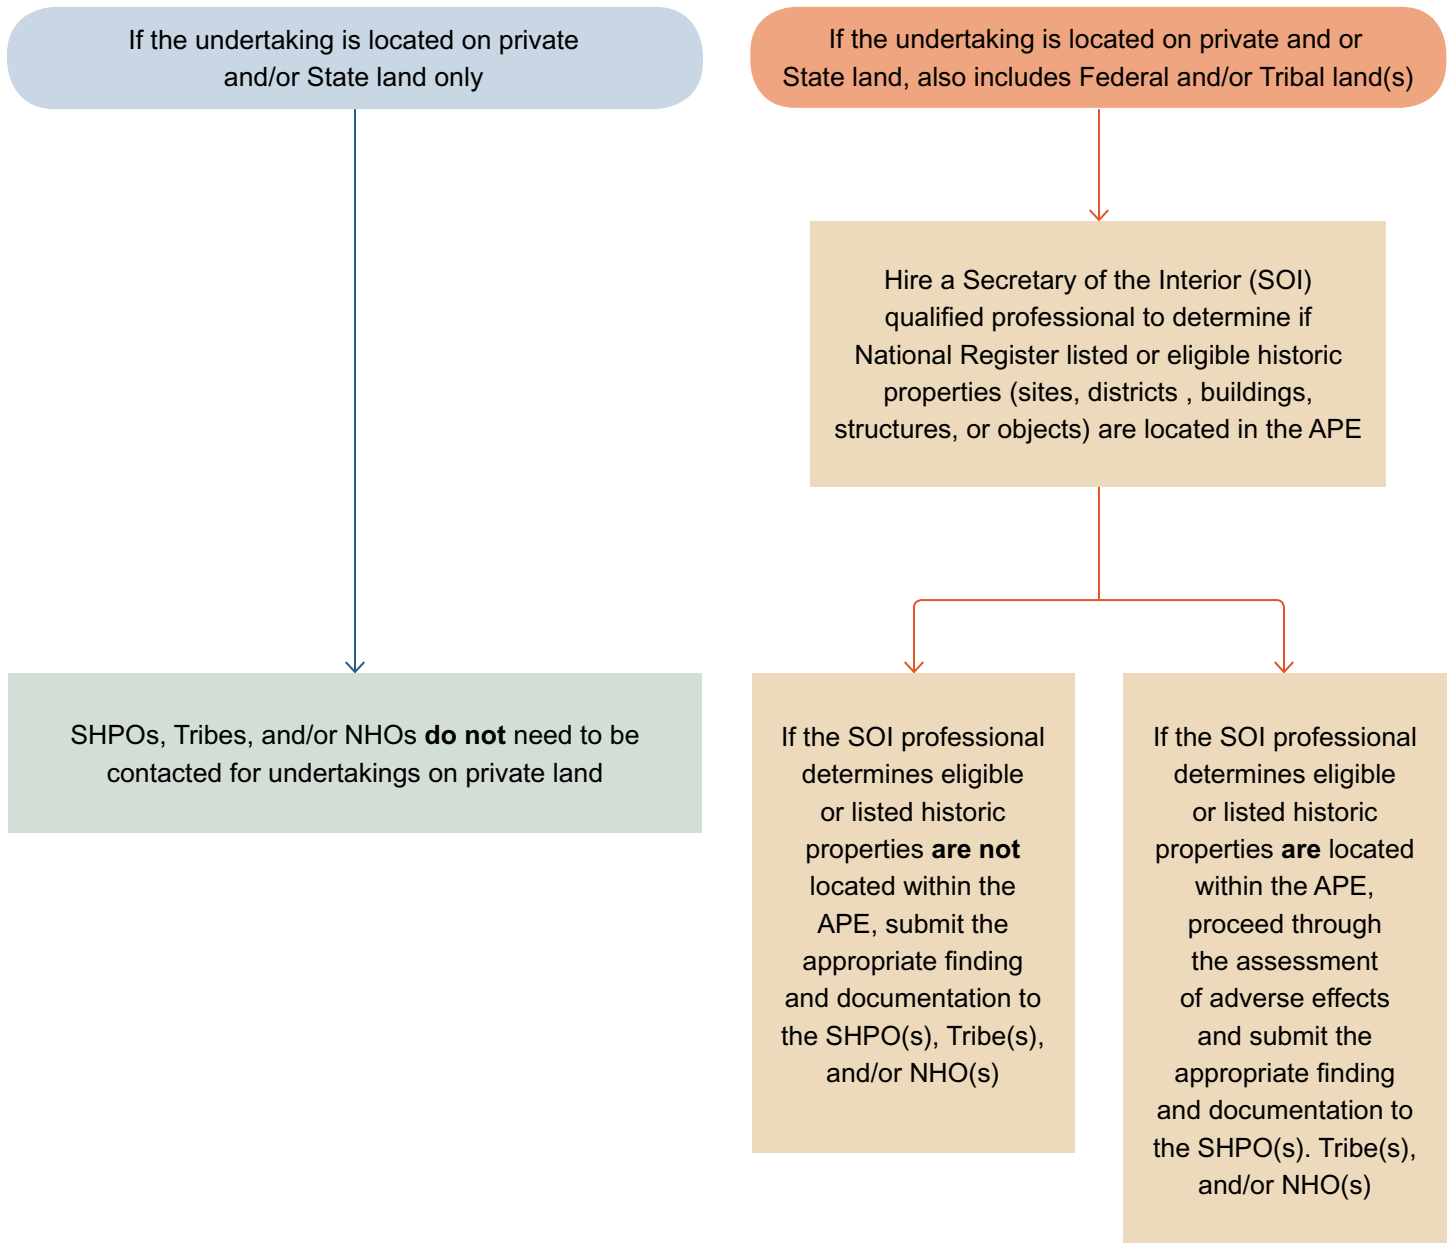 If the undertaking is located on private
and/or State land only
If the undertaking is located on private and or
State land, also includes Federal and/or Tribal land(s)
Hire a Secretary of the Interior (SOI)
qualified professional to determine if
National Register listed or eligible historic
properties (sites, districts , buildings,
structures, or objects) are located in the APE
SHPOs, Tribes, and/or NHOs do not need to be
contacted for undertakings on private land
If the SOI professional
determines eligible
or listed historic
properties are not
located within the
APE, submit the
appropriate finding
and documentation to
the SHPO(s), Tribe(s),
and/or NHO(s)
If the SOI professional
determines eligible
or listed historic
properties are located
within the APE,
proceed through
the assessment
of adverse effects
and submit the
appropriate finding
and documentation to
the SHPO(s). Tribe(s),
and/or NHO(s)